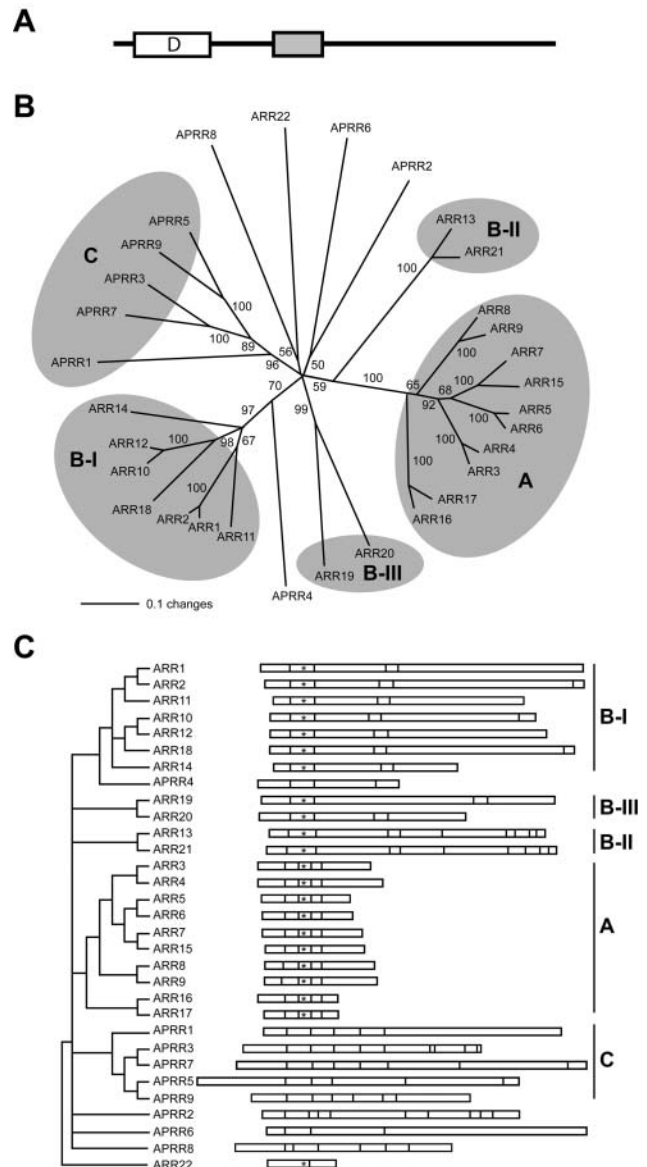 A
D
B
ARR22
APRR6
APRR8
APRR2
ARR13
B-II
ARR21
100
APRR5
C
APRR9
APRR3
100
APRR7
100
89
APRR1
96
56
50
59
100
ARR8
ARR9
100
ARR7
65
68
100
ARR15
92
ARR5
100
ARR6
ARR4
100
ARR3
A
100
ARR17
ARR16
70
97
ARR14
ARR12
100
98
67
B-I
ARR10
ARR18
100
ARR2
ARR1
ARR11
99
ARR20
ARR19
B-III
APRR4
0.1 changes
C
ARR1 *
ARR2 *
ARR11 *
B-I
ARR10 *
ARR12 *
ARR18 *
ARR14 *
APRR4
ARR19 *
B-III
ARR20 *
ARR13 *
B-II
ARR21 *
ARR3 *
ARR4 *
ARR5 *
ARR6 *
A
ARR7 *
ARR15 *
ARR8 *
ARR9 *
ARR16 *
ARR17 *
APRR1
APRR3
C
APRR7
APRR5
APRR9
APRR2
APRR6
APRR8
ARR22 *